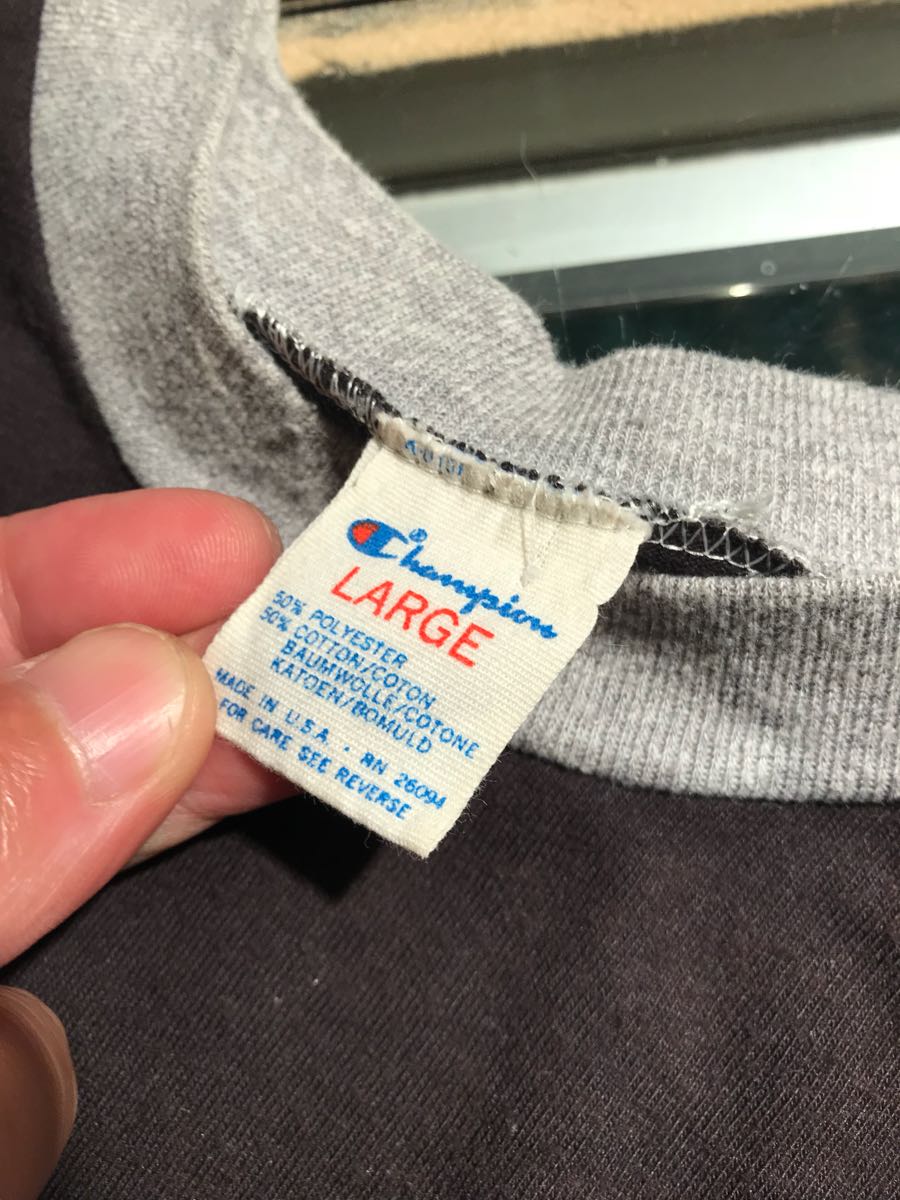 Champion®
LARGE
50% POLYESTER
50% COTTON/COTON
BAUMWOLLE/COTONE
KATOEN/BOMULD
MADE IN U.S.A. · RN 26094
FOR CARE SEE REVERSE